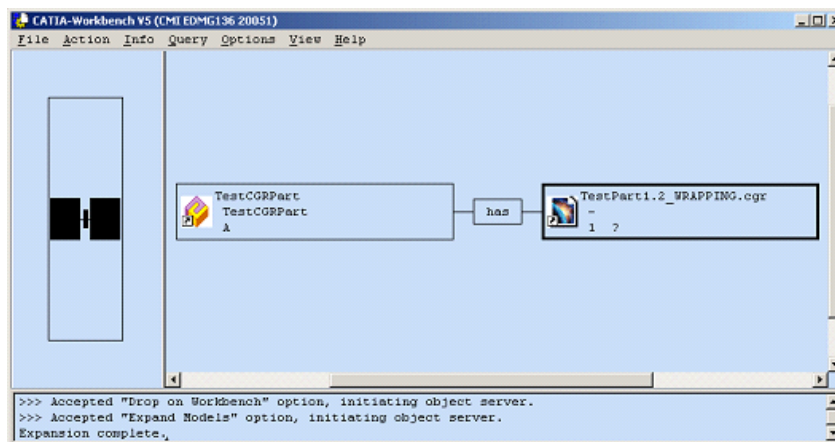 CATIA-Workbench V5 (CMI EDMG136 20051)
File Action Info Query Options View Help
TestCGRPart
TestCGRPart
A
has
TestPart1.2_WRAPPING.cgr
-
1 ?
>>> Accepted "Drop on Workbench" option, initiating object server.
>>> Accepted "Expand Models" option, initiating object server.
Expansion complete.